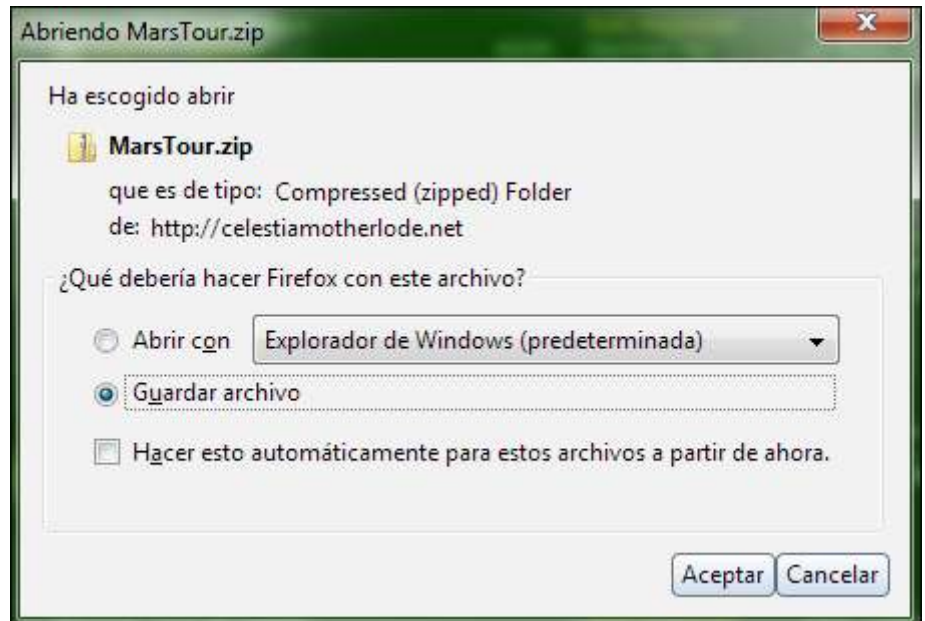 Abriendo MarsTour.zip
Ha escogido abrir
MarsTour.zip
que es de tipo: Compressed (zipped) Folder
de: http://celestiamotherlode.net
¿Qué debería hacer Firefox con este archivo?
Abrir con Explorador de Windows (predeterminada)
Guardar archivo
Hacer esto automáticamente para estos archivos a partir de ahora.
Aceptar Cancelar